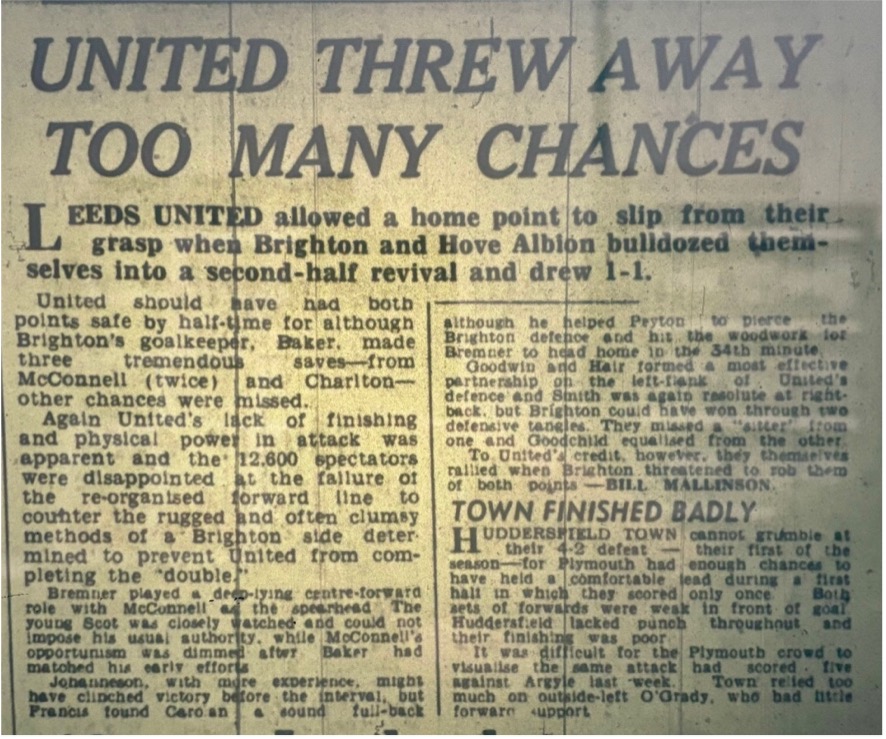 UNITED THREW AWAY
TOO MANY CHANCES
LEEDS UNITED allowed a home point to slip from their
grasp when Brighton and Hove Albion bulldozed them-
selves into a second-half revival and drew 1-1.
United should have had both
points safe by half-time for although
Brighton's goalkeeper, Baker, made
three tremendous saves—from
McConnell (twice) and Charlton—
other chances were missed.
Again United's lack of finishing
and physical power in attack was
apparent and the 12,600 spectators
were disappointed at the failure of
the re-organised forward line to
counter the rugged and often clumsy
methods of a Brighton side deter-
mined to prevent United from com-
pleting the "double."
Bremner played a deep-lying centre-forward
role with McConnell as the spearhead The
young Scot was closely watched and could not
impose his usual authority, while McConnell's
opportunism was dimmed after Baker had
matched his early efforts
Johanneson, with more experience, might
have clinched victory before the interval, but
Francis found Carolan a sound full-back
although he helped Peyton to pierce the
Brighton defence and hit the woodwork for
Bremner to head home in the 34th minute.
Goodwin and Hair formed a most effective
partnership on the left-flank of United's
defence and Smith was again resolute at right-
back, but Brighton could have won through two
defensive tangles. They missed a "sitter" from
one and Goodchild equalised from the other.
To United's credit, however, they themselves
rallied when Brighton threatened to rob them
of both points —BILL MALLINSON.
TOWN FINISHED BADLY
HUDDERSFIELD TOWN cannot grumble at
their 4-2 defeat — their first of the
season—for Plymouth had enough chances to
have held a comfortable lead during a first
half in which they scored only once Both
sets of forwards were weak in front of goal
Huddersfield lacked punch throughout and
their finishing was poor
It was difficult for the Plymouth crowd to
visualise the same attack had scored five
against Argyle last week. Town relied too
much on outside-left O'Grady, who had little
forward support